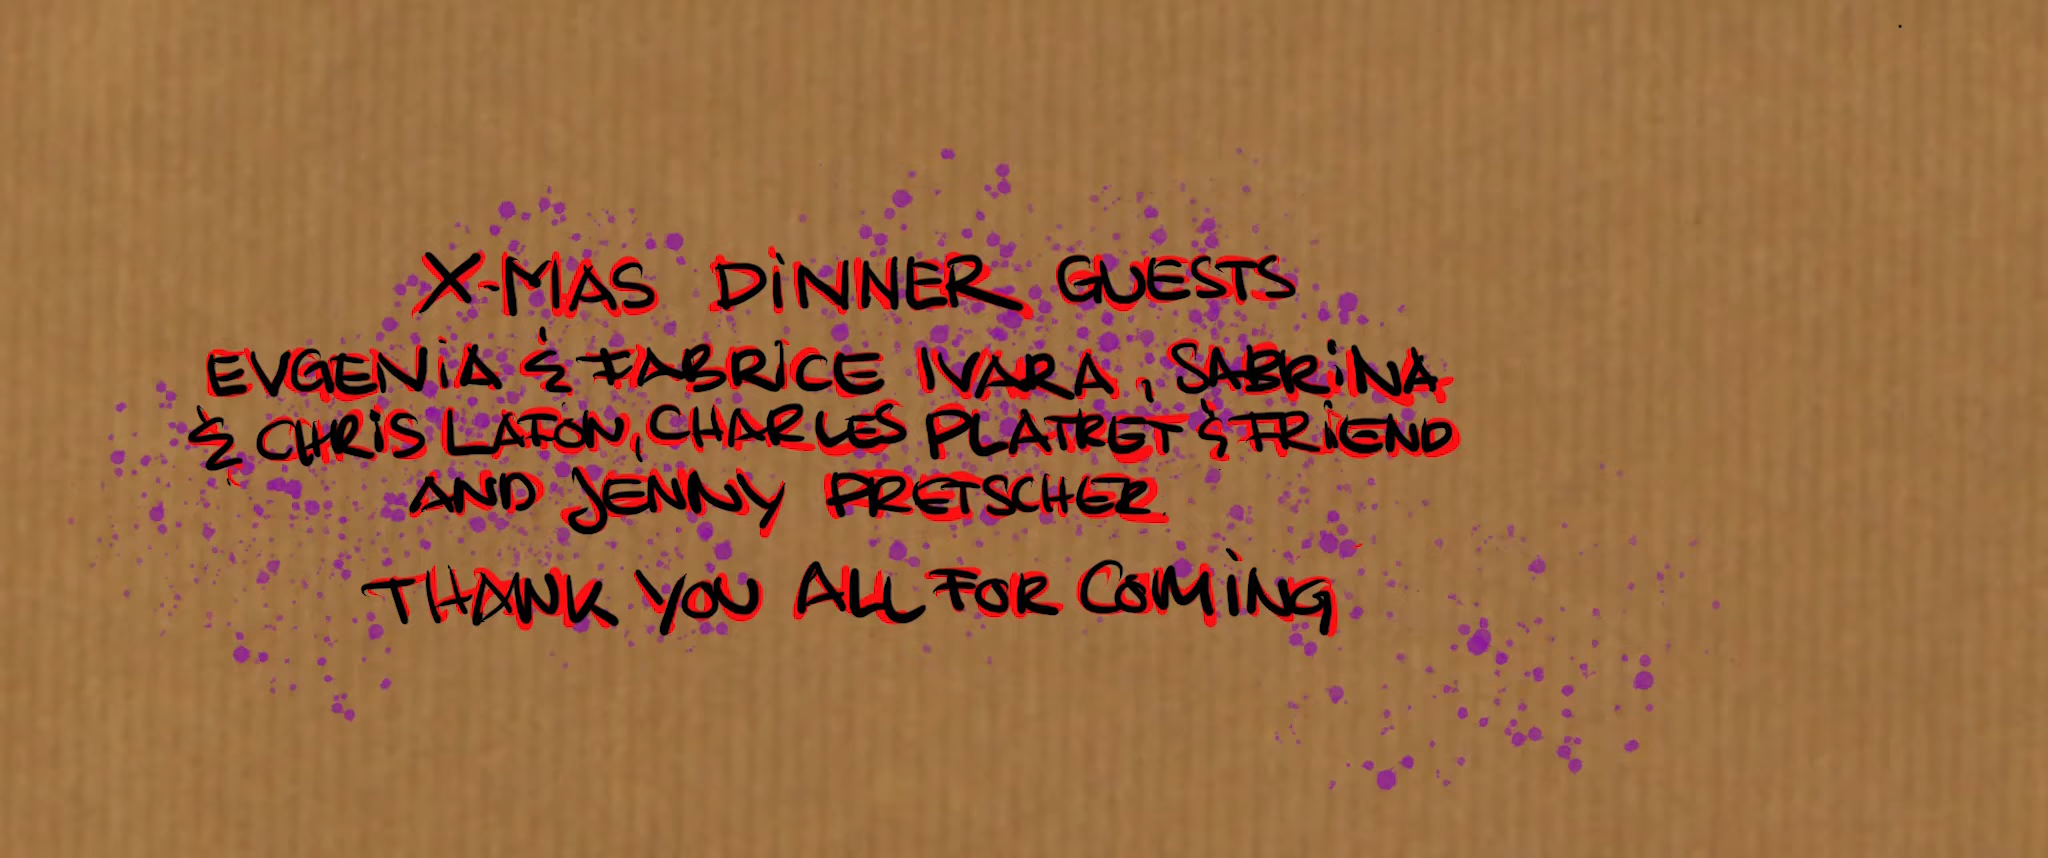 X-MAS DINNER GUESTS
EVGENIA & FABRICE IVARA, SABRINA
& CHRIS LAFON, CHARLES PLATRET & FRIEND
AND JENNY PRETSCHER
THANK YOU ALL FOR COMING